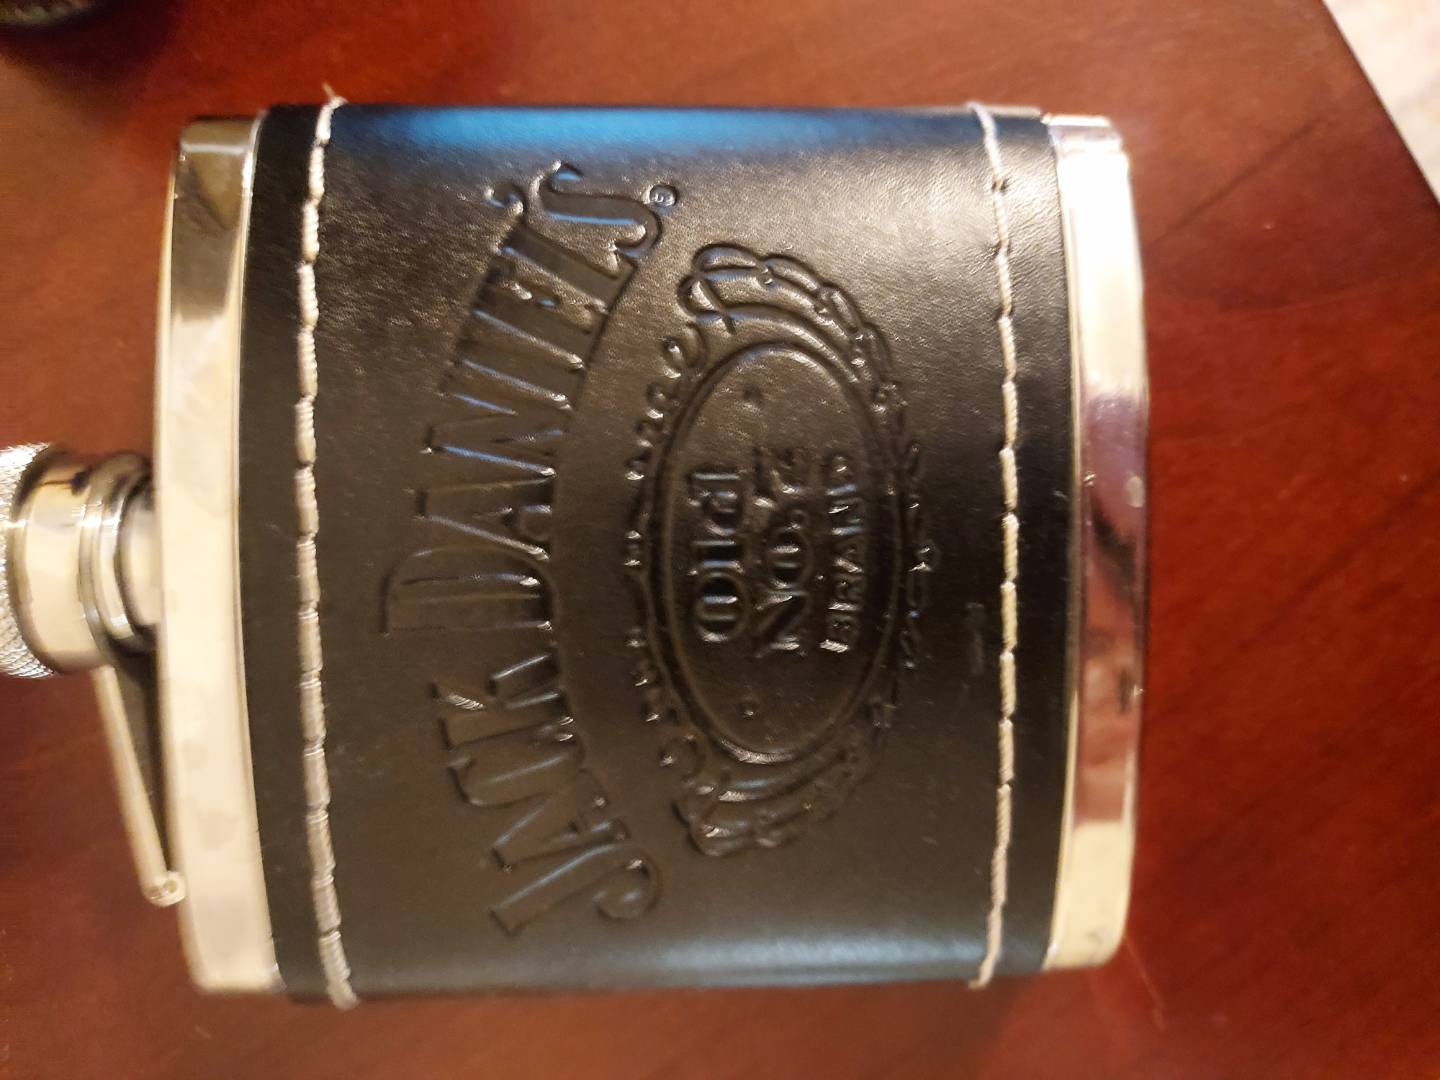 JACK DANIEL'S®
Old
No. 7
BRAND